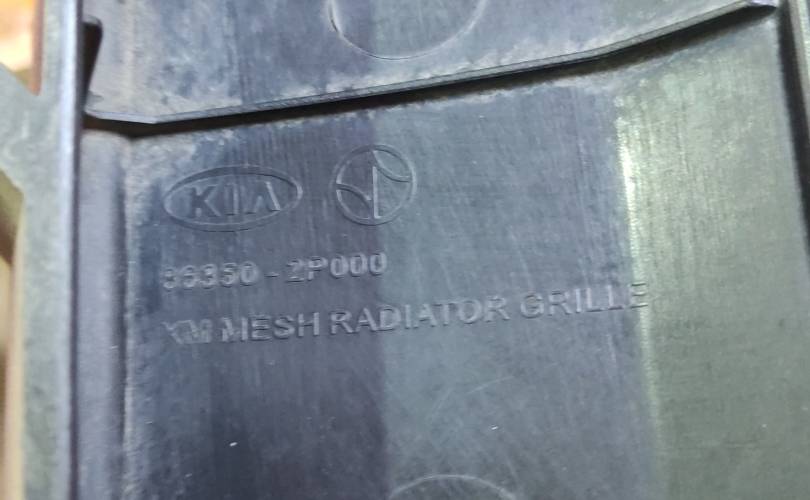 KIA
86350-2P000
XM MESH RADIATOR GRILLE